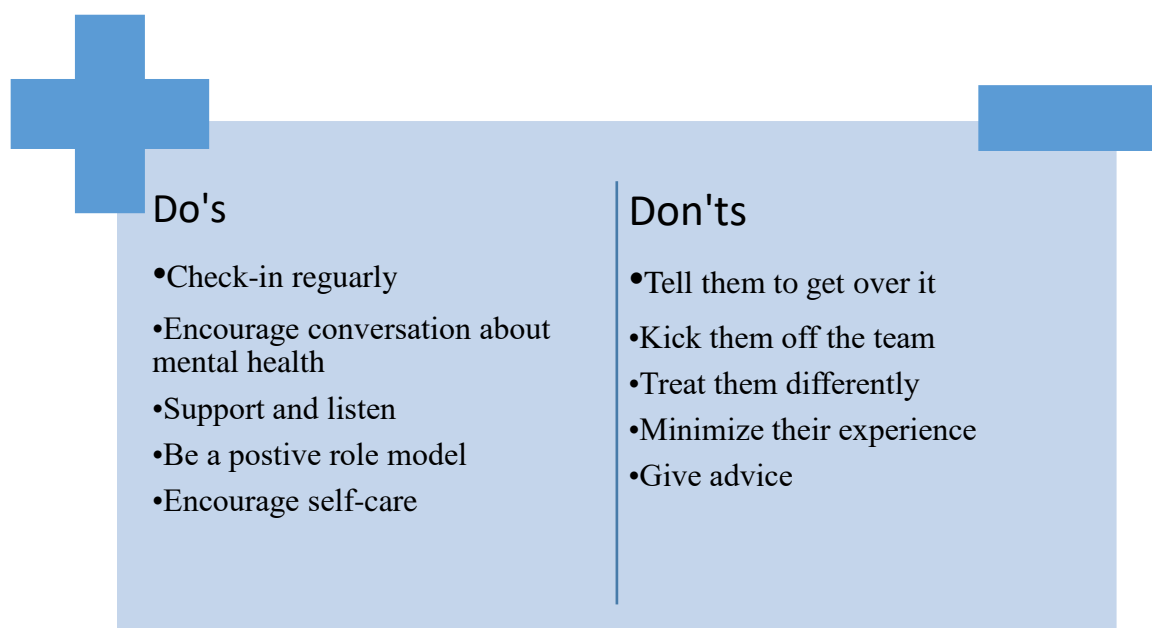 Do's
•Check-in reguarly
•Encourage conversation about
mental health
•Support and listen
•Be a postive role model
•Encourage self-care
Don'ts
•Tell them to get over it
•Kick them off the team
•Treat them differently
•Minimize their experience
•Give advice